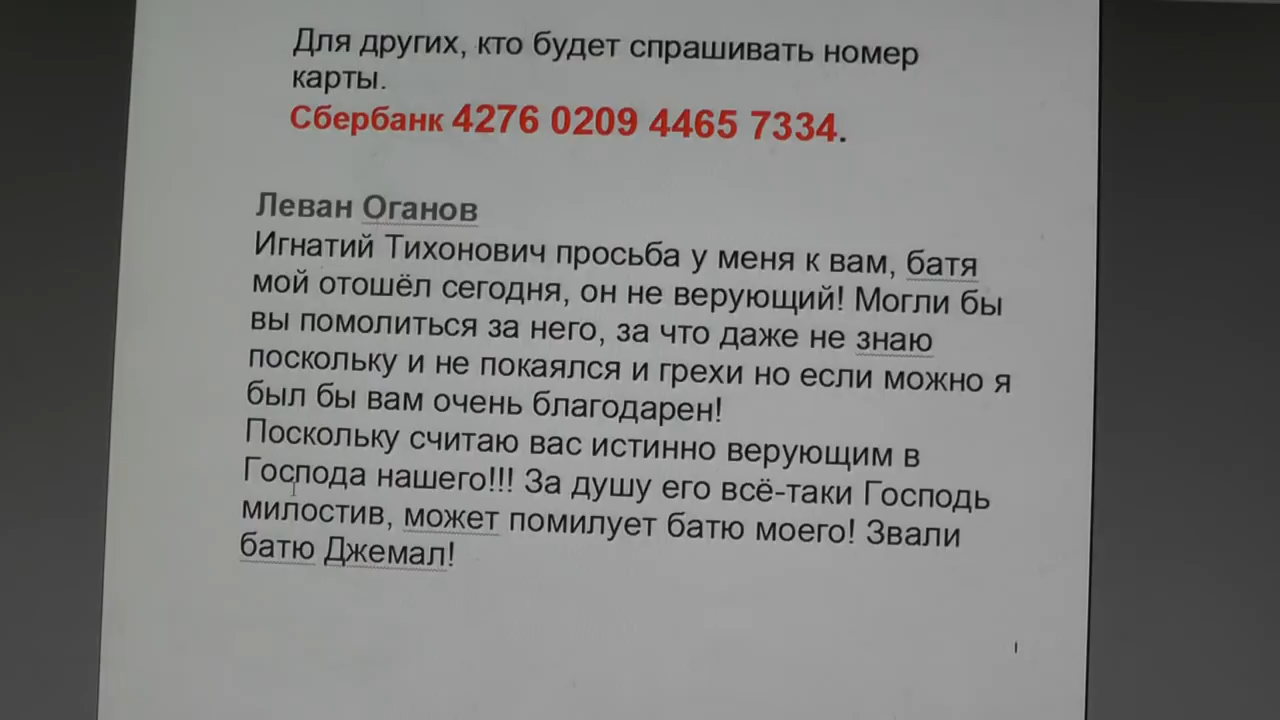 Для других, кто будет спрашивать номер
карты.
Сбербанк 4276 0209 4465 7334.
Леван Оганов
Игнатий Тихонович просьба у меня к вам, батя
мой отошёл сегодня, он не верующий! Могли бы
вы помолиться за него, за что даже не знаю
поскольку и не покаялся и грехи но если можно я
был бы вам очень благодарен!
Поскольку считаю вас истинно верующим в
Господа нашего!!! За душу его всё-таки Господь
милостив, может помилует батю моего! Звали
батю Джемал!